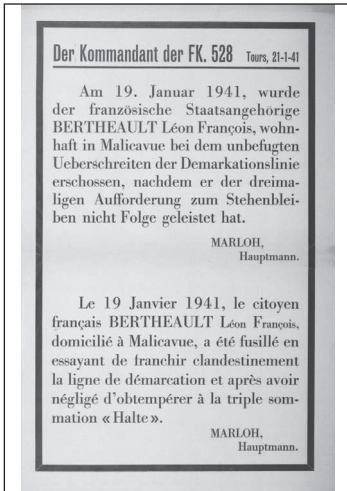 Der Kommandant der FK. 528 Tours, 21-1-41
Am 19. Januar 1941, wurde
der französische Staatsangehörige
BERTHEAULT Léon François, wohn-
haft in Malicavue bei dem unbefugten
Ueberschreiten der Demarkationslinie
erschossen, nachdem er der dreima-
ligen Aufforderung zum Stehenblei-
ben nicht Folge geleistet hat.
MARLOH,
Hauptmann.
Le 19 Janvier 1941, le citoyen
français BERTHEAULT Léon François,
domicilié à Malicavue, a été fusillé en
essayant de franchir clandestinement
la ligne de démarcation et après avoir
négligé d'obtempérer à la triple som-
mation « Halte ».
MARLOH,
Hauptmann.